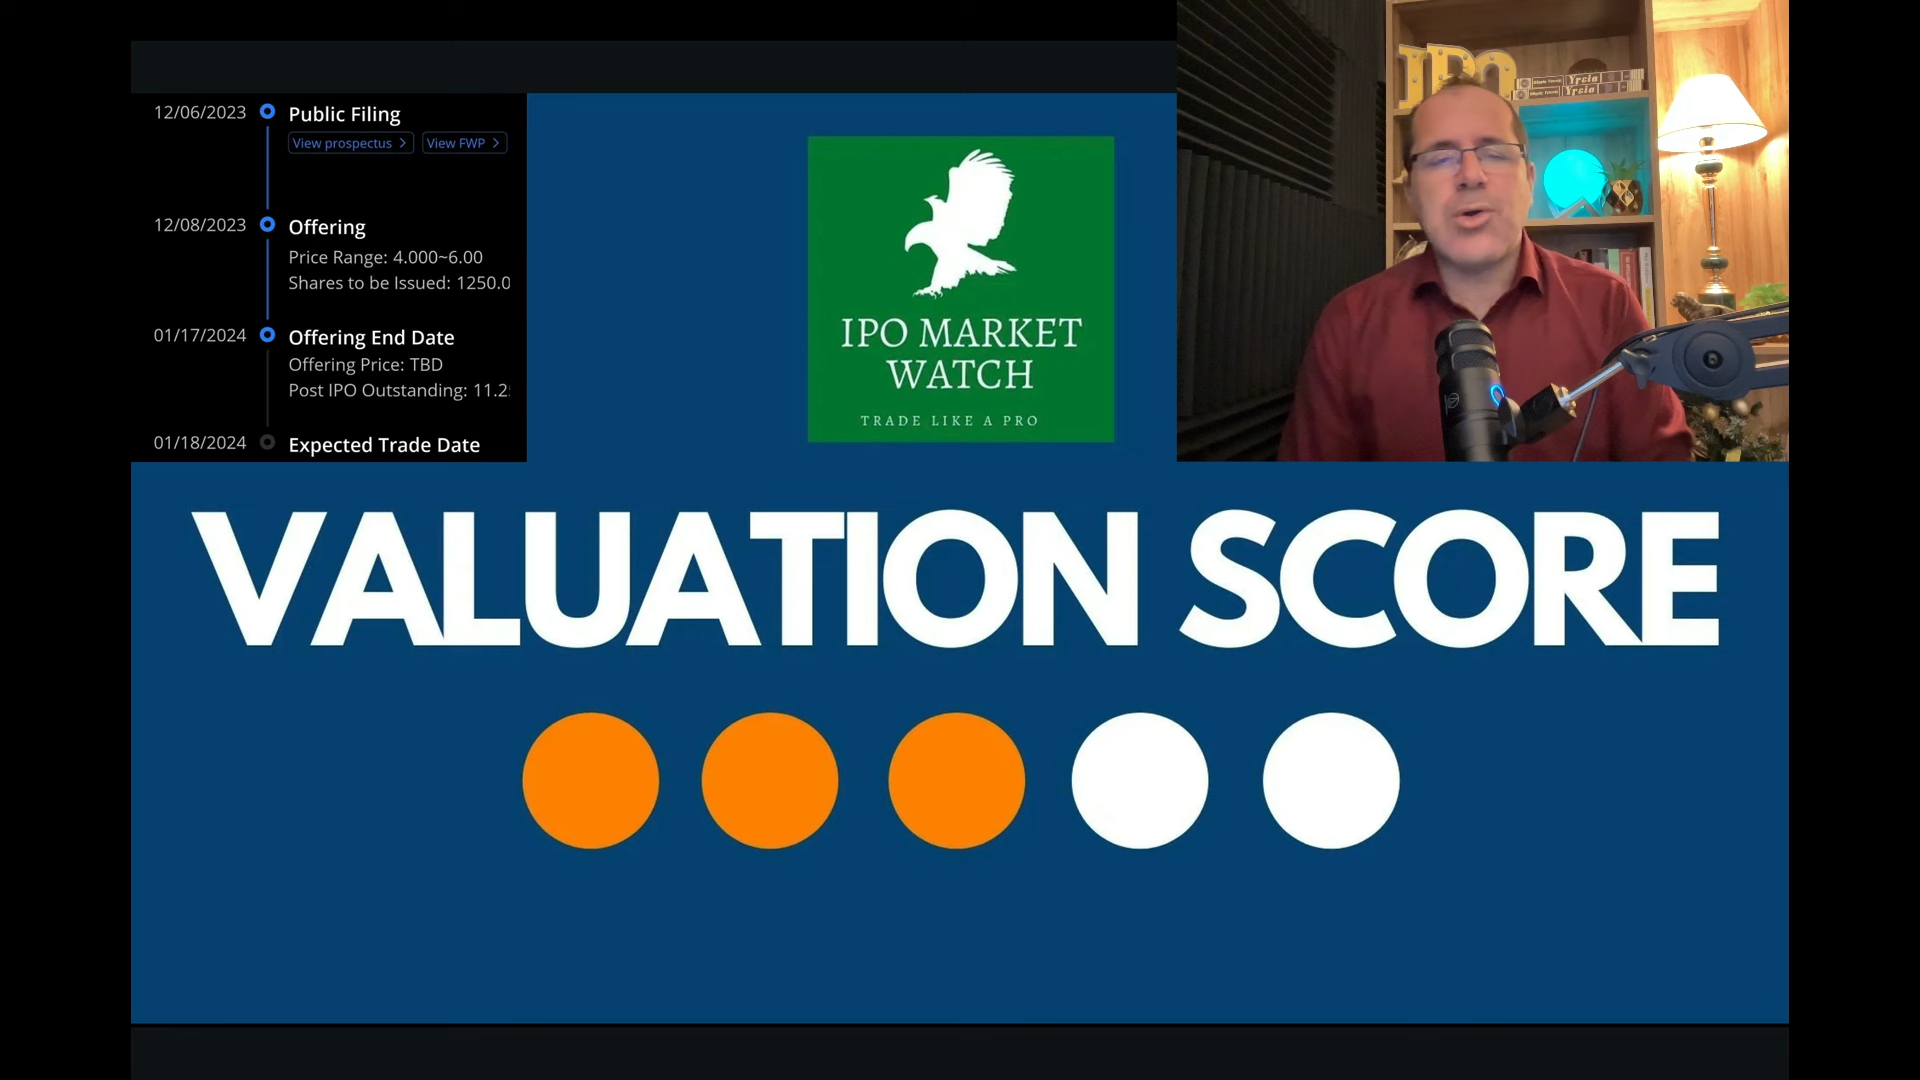 12/06/2023 Public Filing
View prospectus > View FWP >
12/08/2023 Offering
Price Range: 4.000~6.00
Shares to be Issued: 1250.0
01/17/2024 Offering End Date
Offering Price: TBD
Post IPO Outstanding: 11.2
01/18/2024 Expected Trade Date
IPO MARKET
WATCH
TRADE LIKE A PRO
IPO
VALUATION SCORE